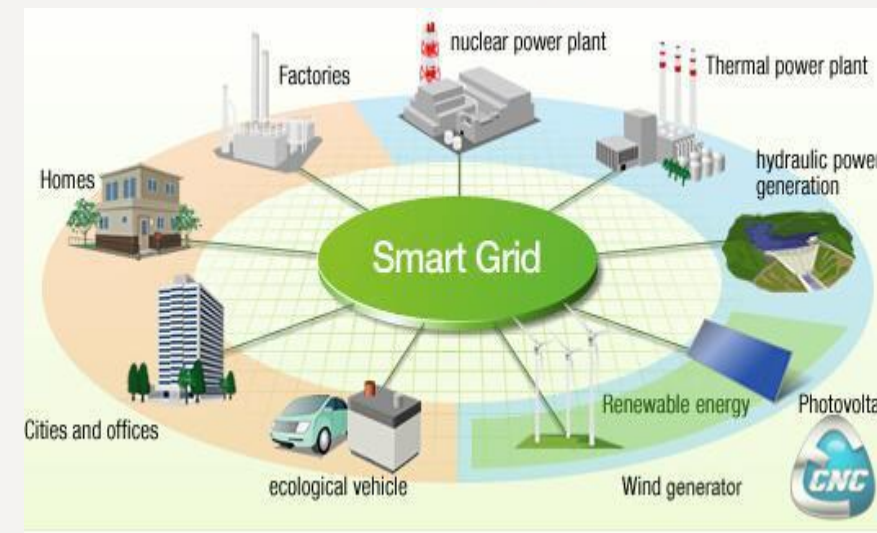 nuclear power plant
Factories
Thermal power plant
hydraulic power
generation
Homes
Smart Grid
Renewable energy
Photovolta
Cities and offices
CNC
ecological vehicle
Wind generator